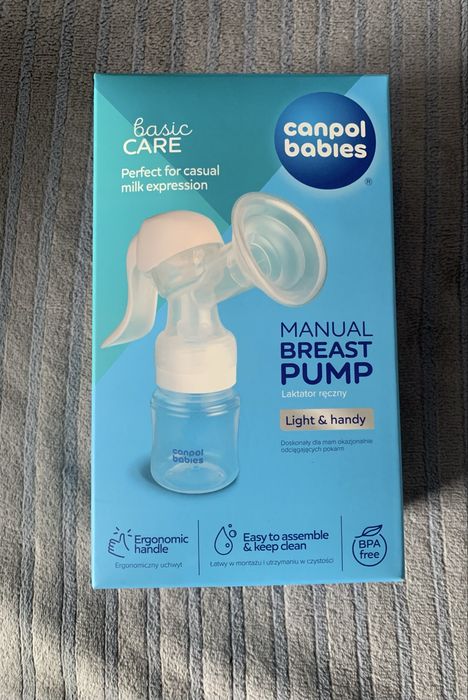 basic
CARE
Perfect for casual
milk expression
canpol
babies
®
MANUAL
BREAST
PUMP
Laktator ręczny
Light & handy
Doskonały dla mam okazjonalnie
odciągających pokarm
canpol
babies
Ergonomic
handle
Ergonomiczny uchwyt
Easy to assemble
& keep clean
Łatwy w montażu i utrzymaniu w czystości
BPA
free